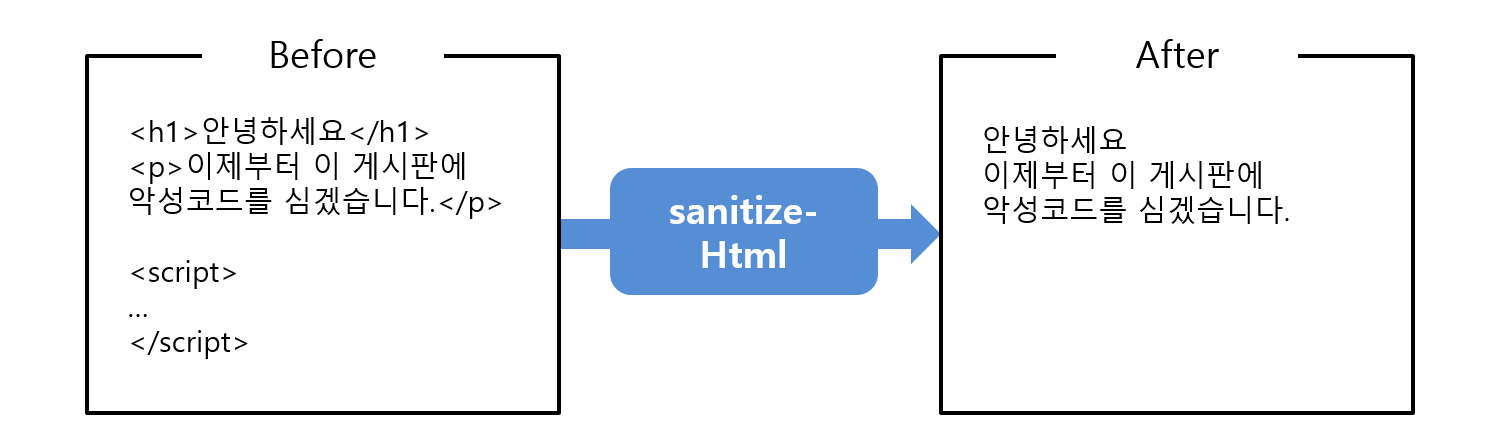 Before
<h1>안녕하세요</h1>
<p>이제부터 이 게시판에
악성코드를 심겠습니다.</p>
<script>
...
</script>
sanitize-
Html
After
안녕하세요
이제부터 이 게시판에
악성코드를 심겠습니다.